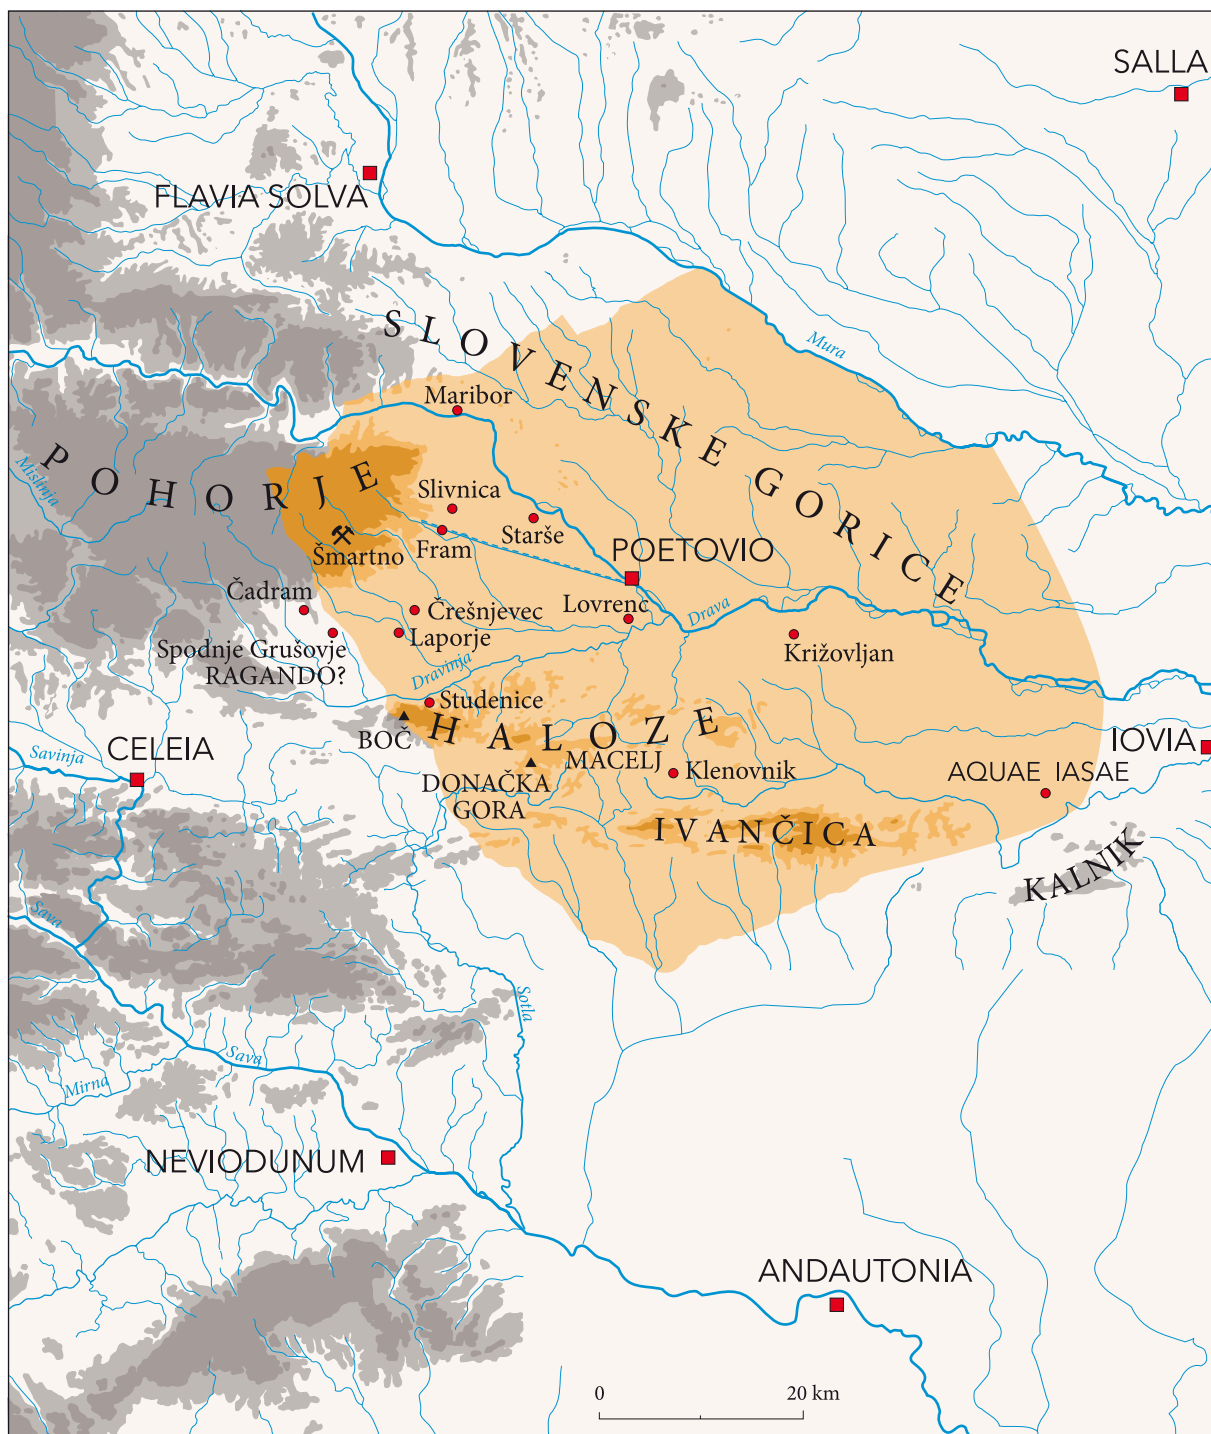 SALLA
FLAVIA SOLVA
SLOVENSKE GORICE
Mura
Maribor
POHORJE
Mislinja
Slivnica
Starše
Fram
Šmartno
POETOVIO
Čadram
Črešnjevec
Lovrenc
Drava
Laporje
Križovljan
Spodnje Grušovje
RAGANDO?
Dravinja
Studenice
HALOZE
BOČ
MACELJ
Klenovnik
DONAČKA
GORA
IOVIA
AQUAE IASAE
Savinja
CELEIA
IVANČICA
KALNIK
Sava
Sotla
Sava
Mirna
NEVIODUNUM
ANDAUTONIA
0 20 km